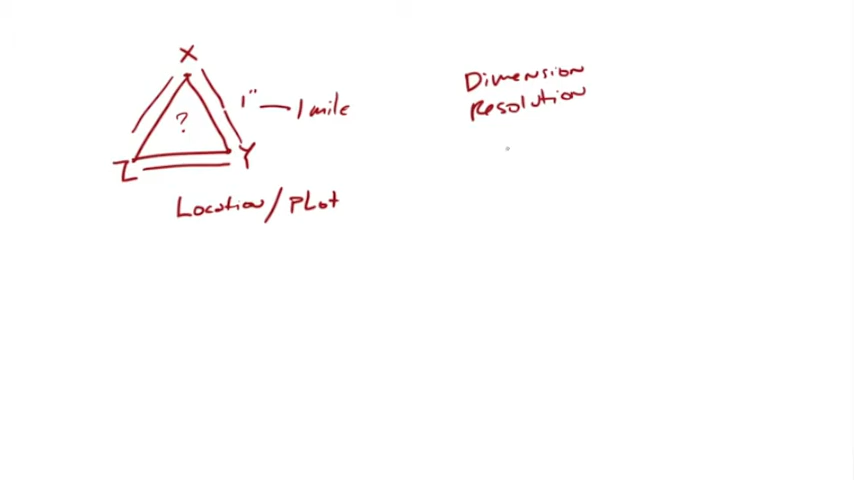 X
?
1" — 1 mile
Z
Y
Location/PLot
Dimension
Resolution